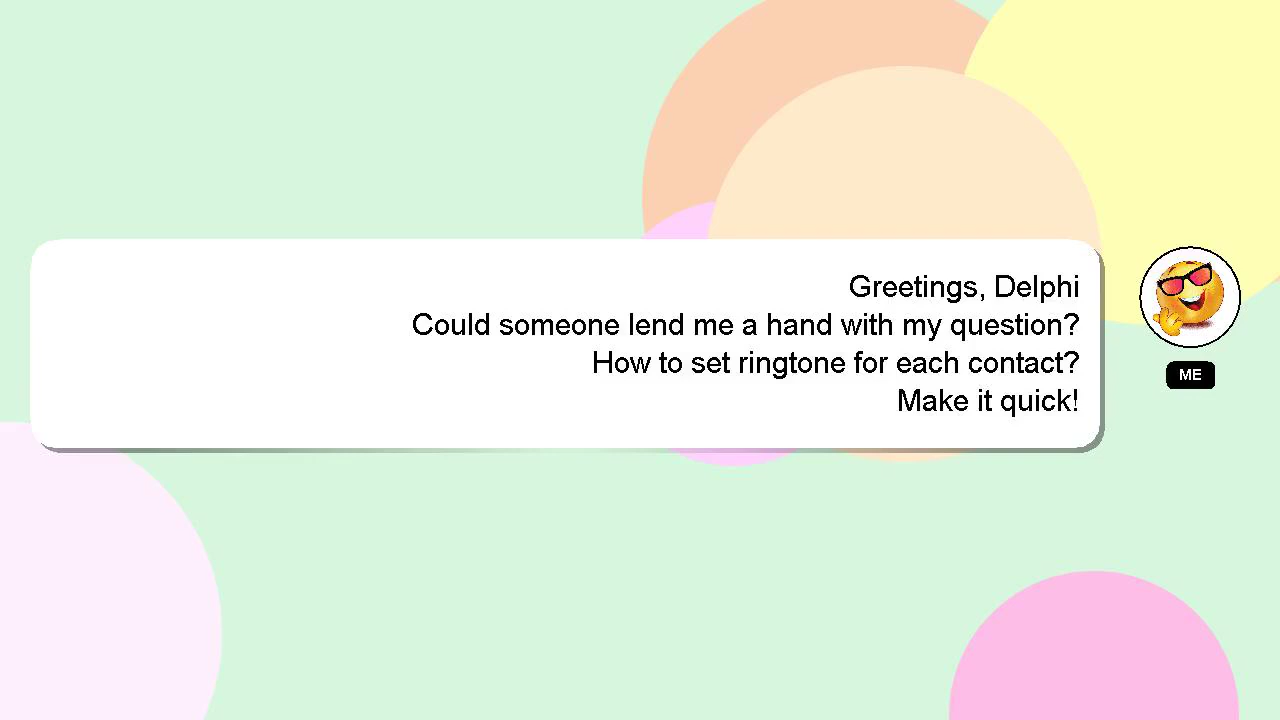 Greetings, Delphi
Could someone lend me a hand with my question?
How to set ringtone for each contact?
Make it quick!
ME